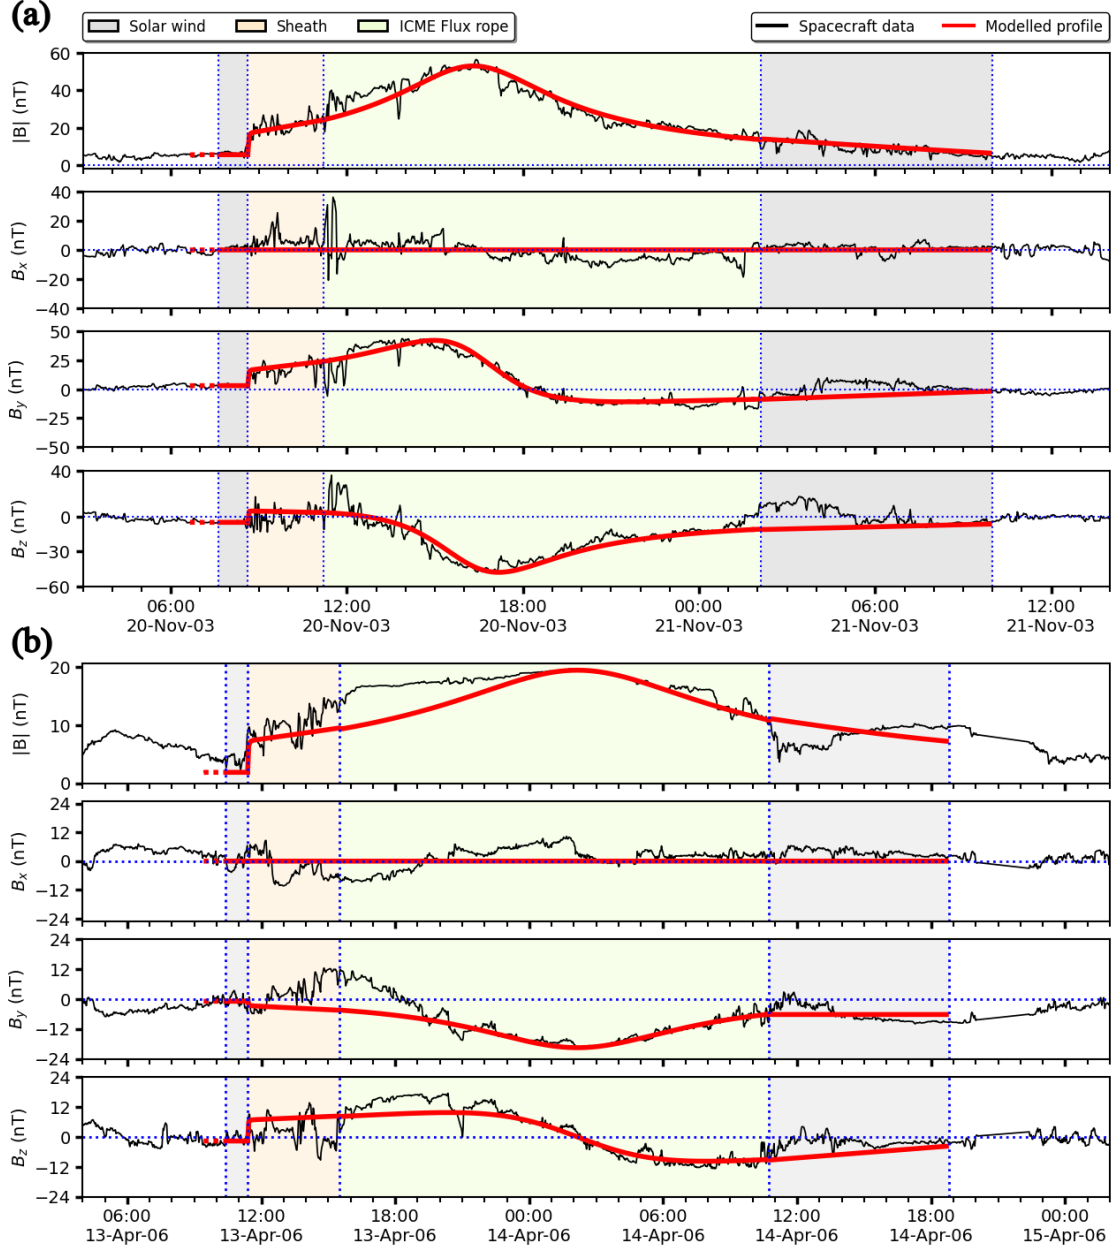 (a)
Solar wind Sheath ICME Flux rope Spacecraft data Modelled profile
60
40
20
0
|B| (nT)
40
20
0
−20
−40
Bx (nT)
50
25
0
−25
−50
By (nT)
40
0
−30
−60
Bz (nT)
06:00 12:00 18:00 00:00 06:00 12:00
20-Nov-03 20-Nov-03 20-Nov-03 21-Nov-03 21-Nov-03 21-Nov-03
(b)
20
10
0
|B| (nT)
24
12
0
−12
−24
Bx (nT)
24
12
0
−12
−24
By (nT)
24
12
0
−12
−24
Bz (nT)
06:00 12:00 18:00 00:00 06:00 12:00 18:00 00:00
13-Apr-06 13-Apr-06 13-Apr-06 14-Apr-06 14-Apr-06 14-Apr-06 14-Apr-06 15-Apr-06